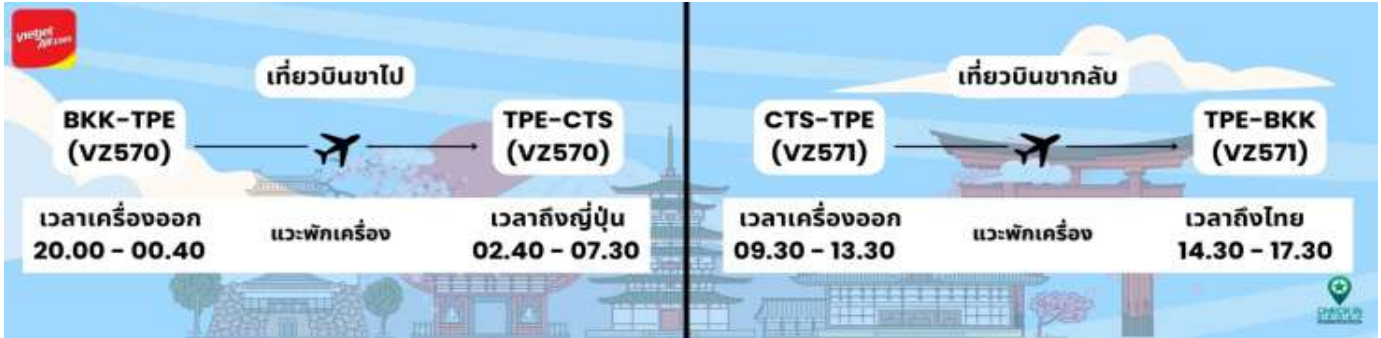 vietjet
Air.com
เที่ยวบินขาไป
BKK-TPE
(VZ570)
TPE-CTS
(VZ570)
เวลาเครื่องออก
20.00 - 00.40
แวะพักเครื่อง
เวลาถึงญี่ปุ่น
02.40 - 07.30
เที่ยวบินขากลับ
CTS-TPE
(VZ571)
TPE-BKK
(VZ571)
เวลาเครื่องออก
09.30 - 13.30
แวะพักเครื่อง
เวลาถึงไทย
14.30 - 17.30